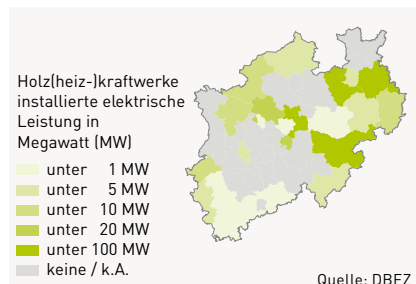 Holz(heiz-)kraftwerke
installierte elektrische
Leistung in
Megawatt (MW)
unter 1 MW
unter 5 MW
unter 10 MW
unter 20 MW
unter 100 MW
keine / k.A.
Quelle: DBFZ